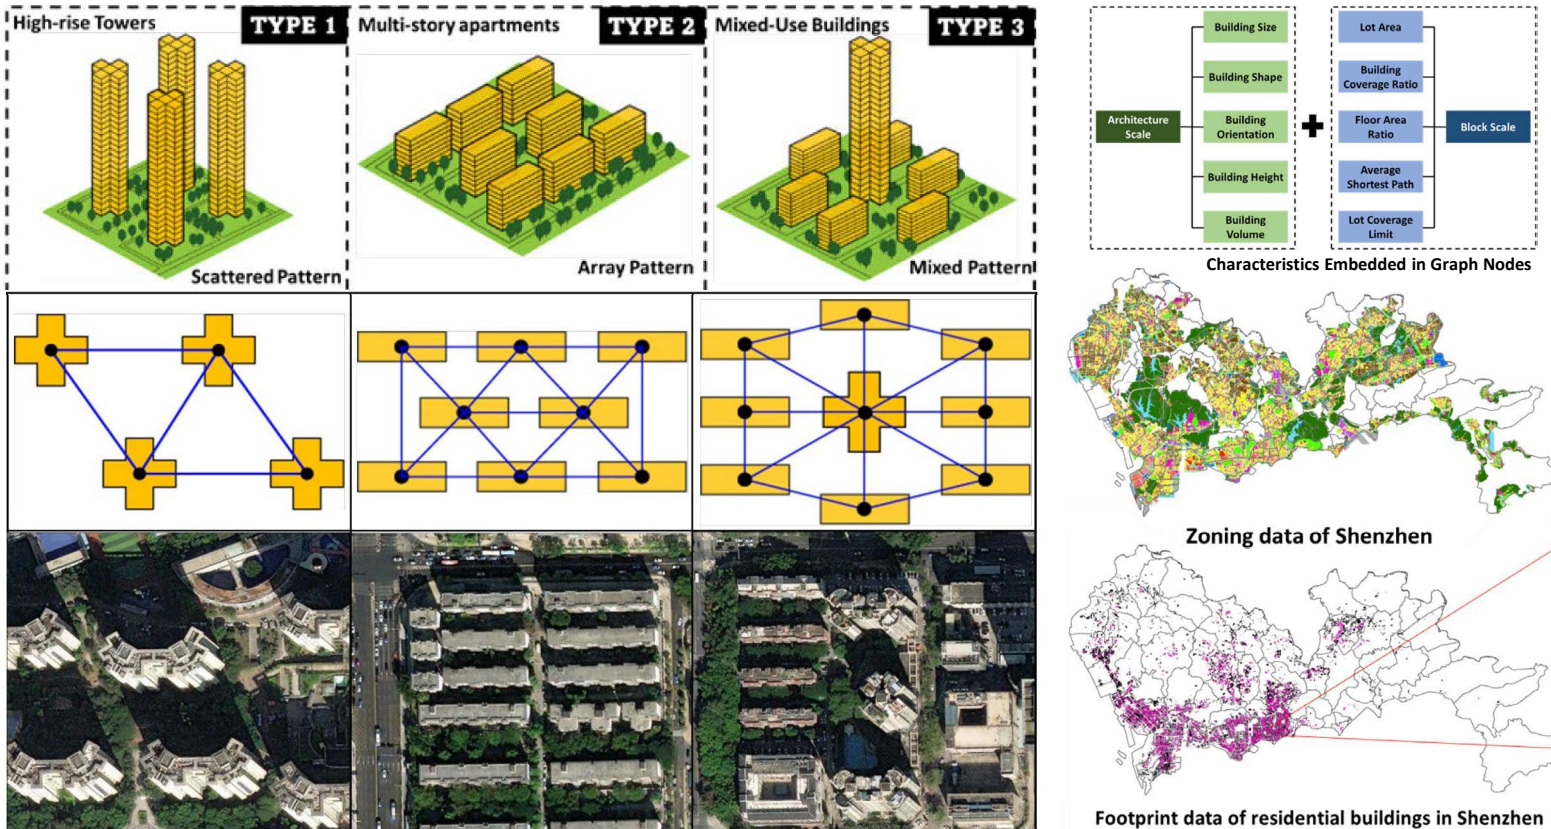 High-rise Towers
TYPE 1
Scattered Pattern
Multi-story apartments
TYPE 2
Array Pattern
Mixed-Use Buildings
TYPE 3
Mixed Pattern
Architecture
Scale
Building Size
Building Shape
Building
Orientation
Building Height
Building
Volume
Lot Area
Building
Coverage Ratio
Floor Area
Ratio
Average
Shortest Path
Lot Coverage
Limit
Block Scale
Characteristics Embedded in Graph Nodes
Zoning data of Shenzhen
Footprint data of residential buildings in Shenzhen